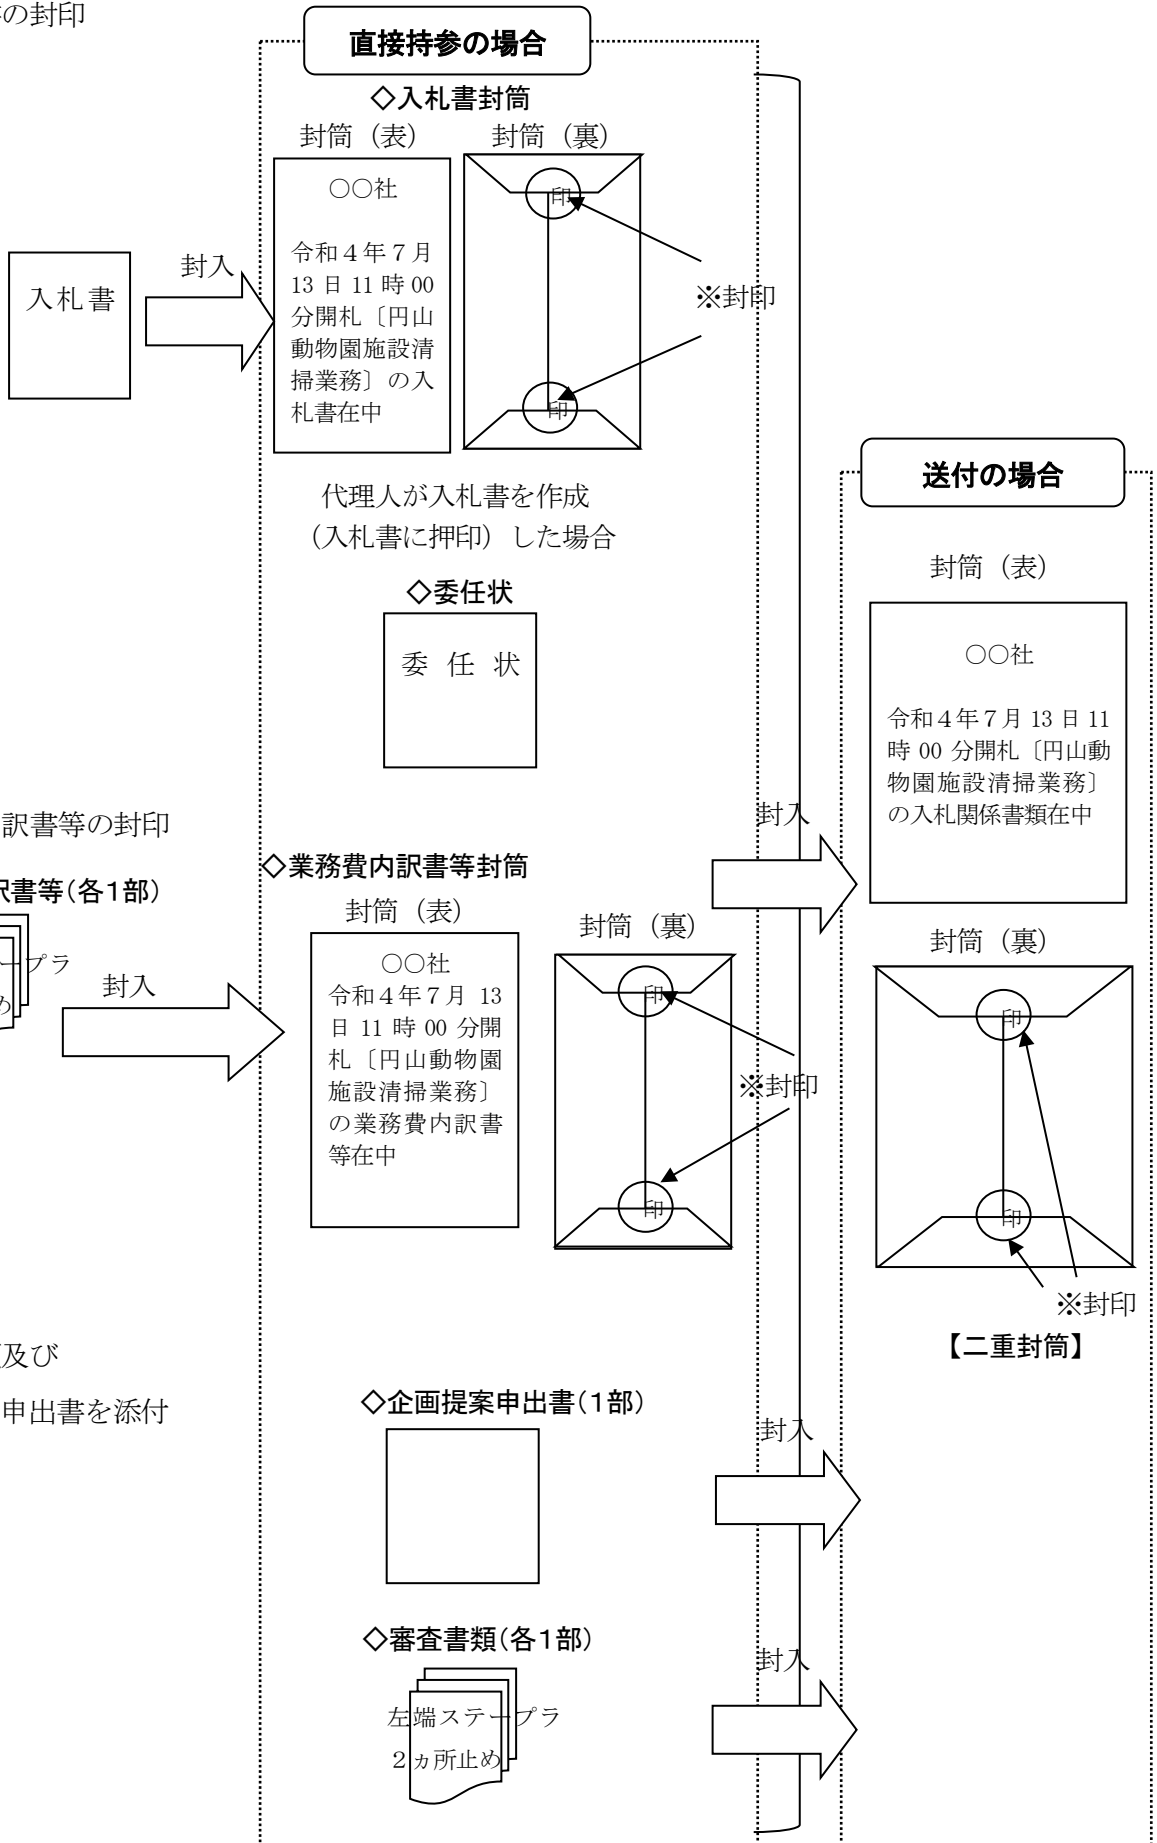 の封印
直接持参の場合
◇入札書封筒
封筒（表）
封筒（裏）
○○社
令和４年７月
13 日 11 時 00
分開札〔円山
動物園施設清
掃業務〕の入
札書在中
印
印
※封印
入札書
封入
代理人が入札書を作成
（入札書に押印）した場合
◇委任状
委 任 状
送付の場合
封筒（表）
○○社
令和４年７月 13 日 11
時 00 分開札〔円山動
物園施設清掃業務〕
の入札関係書類在中
封入
訳書等の封印
訳書等（各１部）
ープラ
め
封入
◇業務費内訳書等封筒
封筒（表）
封筒（裏）
○○社
令和４年７月 13
日 11 時 00 分開
札〔円山動物園
施設清掃業務〕
の業務費内訳書
等在中
印
印
※封印
封筒（裏）
印
印
※封印
【二重封筒】
及び
申出書を添付
◇企画提案申出書（１部）
封入
◇審査書類（各１部）
左端ステープラ
２ヵ所止め
封入